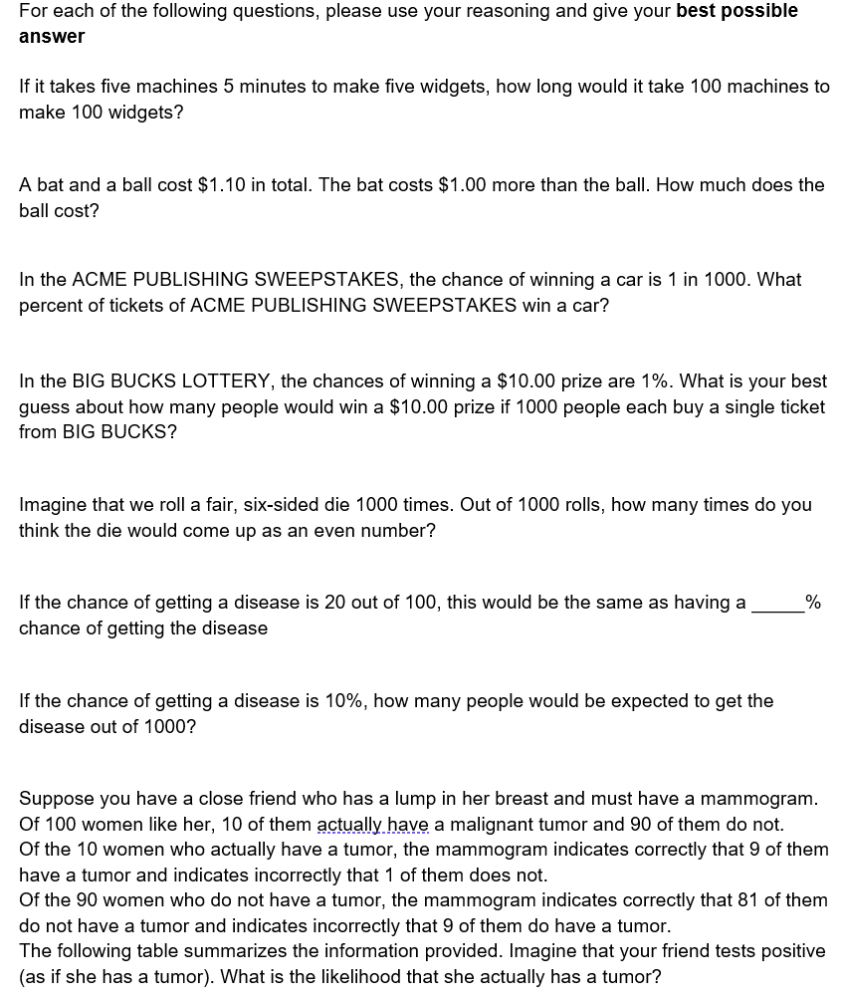 For each of the following questions, please use your reasoning and give your best possible
answer
If it takes five machines 5 minutes to make five widgets, how long would it take 100 machines to
make 100 widgets?
A bat and a ball cost $1.10 in total. The bat costs $1.00 more than the ball. How much does the
ball cost?
In the ACME PUBLISHING SWEEPSTAKES, the chance of winning a car is 1 in 1000. What
percent of tickets of ACME PUBLISHING SWEEPSTAKES win a car?
In the BIG BUCKS LOTTERY, the chances of winning a $10.00 prize are 1%. What is your best
guess about how many people would win a $10.00 prize if 1000 people each buy a single ticket
from BIG BUCKS?
Imagine that we roll a fair, six-sided die 1000 times. Out of 1000 rolls, how many times do you
think the die would come up as an even number?
If the chance of getting a disease is 20 out of 100, this would be the same as having a _____%
chance of getting the disease
If the chance of getting a disease is 10%, how many people would be expected to get the
disease out of 1000?
Suppose you have a close friend who has a lump in her breast and must have a mammogram.
Of 100 women like her, 10 of them actually have a malignant tumor and 90 of them do not.
Of the 10 women who actually have a tumor, the mammogram indicates correctly that 9 of them
have a tumor and indicates incorrectly that 1 of them does not.
Of the 90 women who do not have a tumor, the mammogram indicates correctly that 81 of them
do not have a tumor and indicates incorrectly that 9 of them do have a tumor.
The following table summarizes the information provided. Imagine that your friend tests positive
(as if she has a tumor). What is the likelihood that she actually has a tumor?